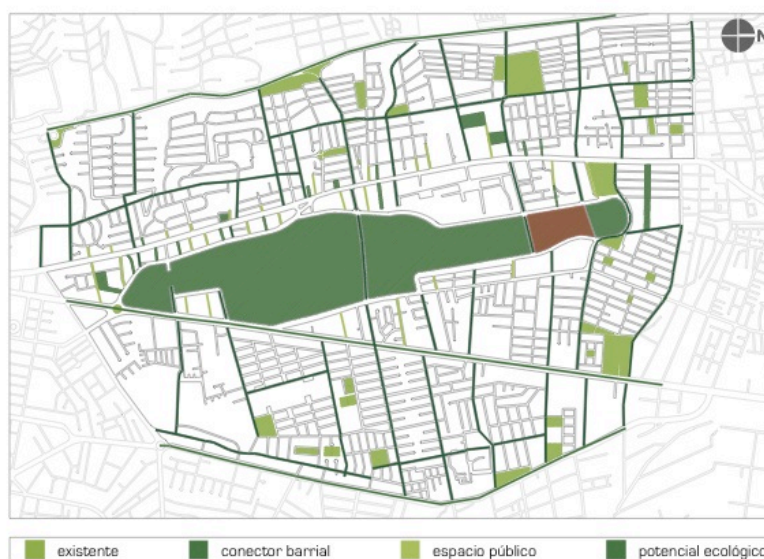 N
existente
conector barrial
espacio público
potencial ecológico